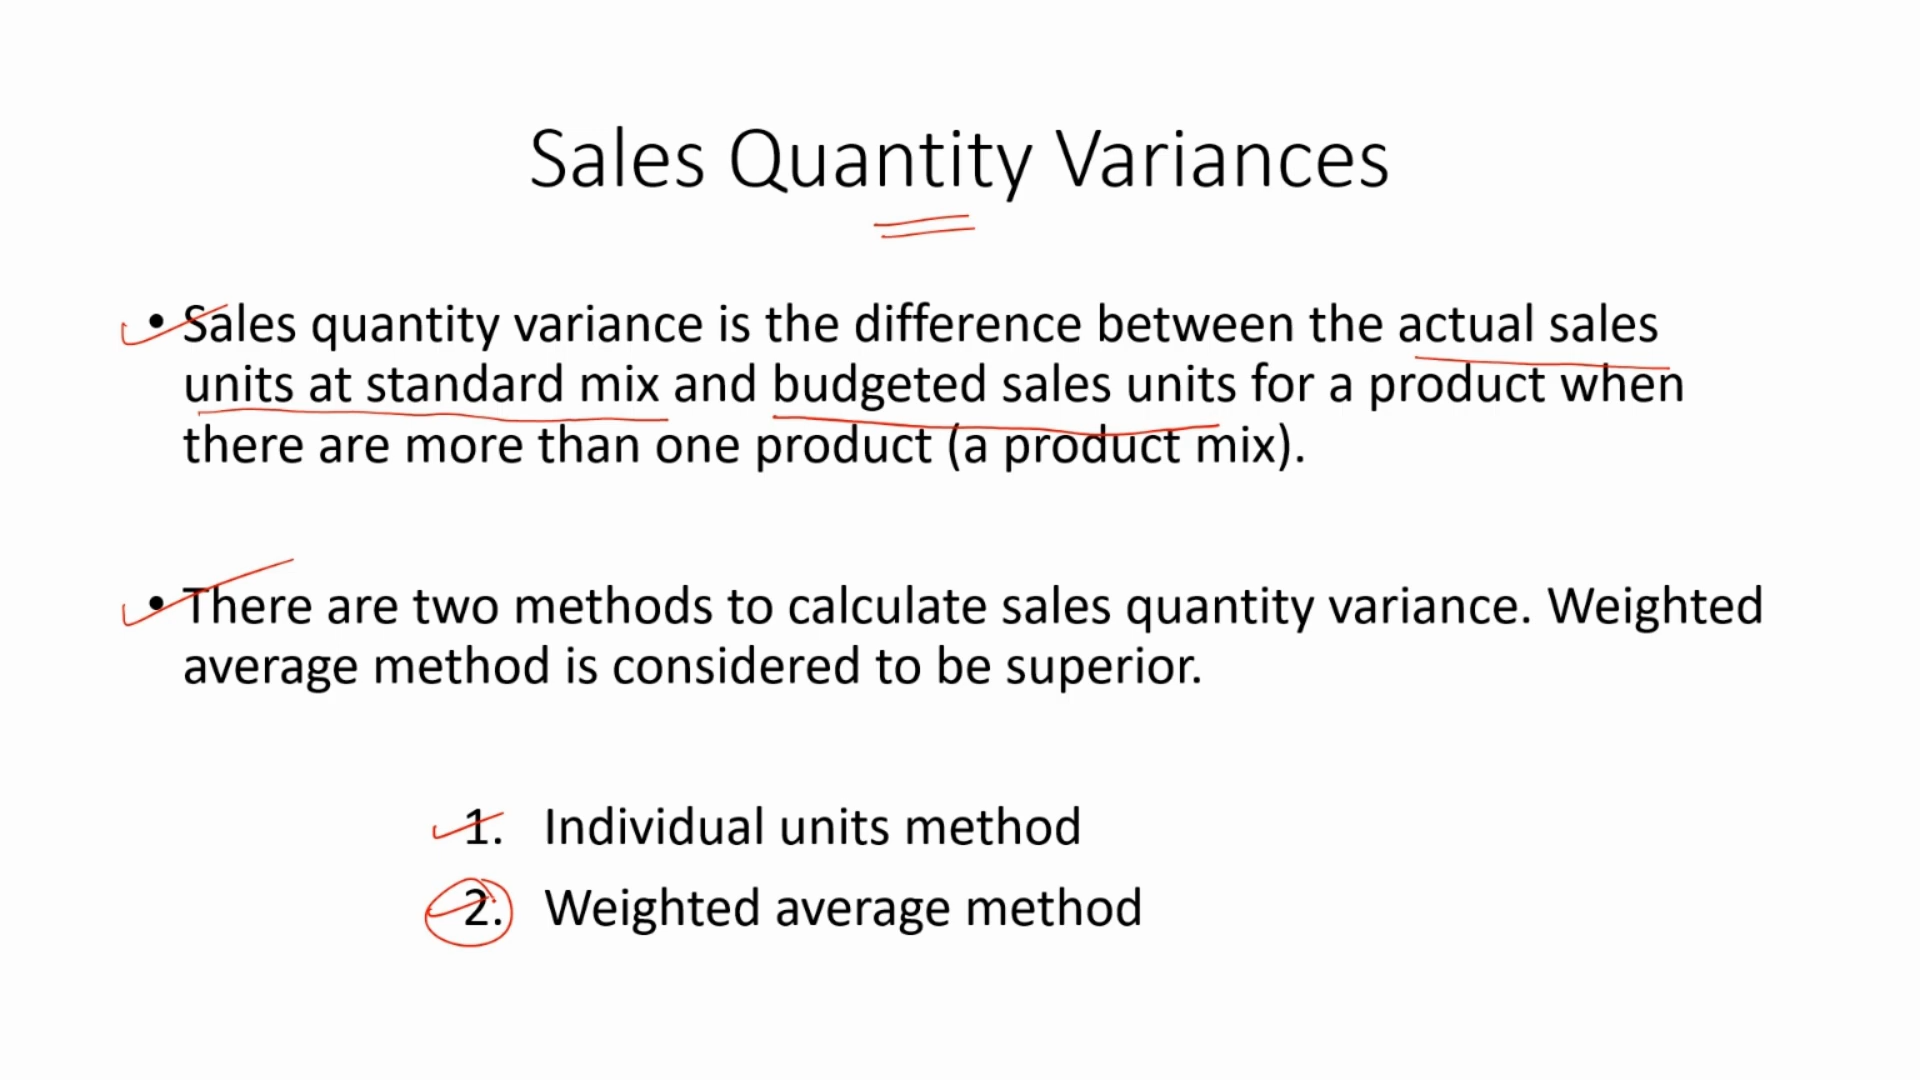 Sales Quantity Variances
• Sales quantity variance is the difference between the actual sales
units at standard mix and budgeted sales units for a product when
there are more than one product (a product mix).
• There are two methods to calculate sales quantity variance. Weighted
average method is considered to be superior.
1. Individual units method
2. Weighted average method